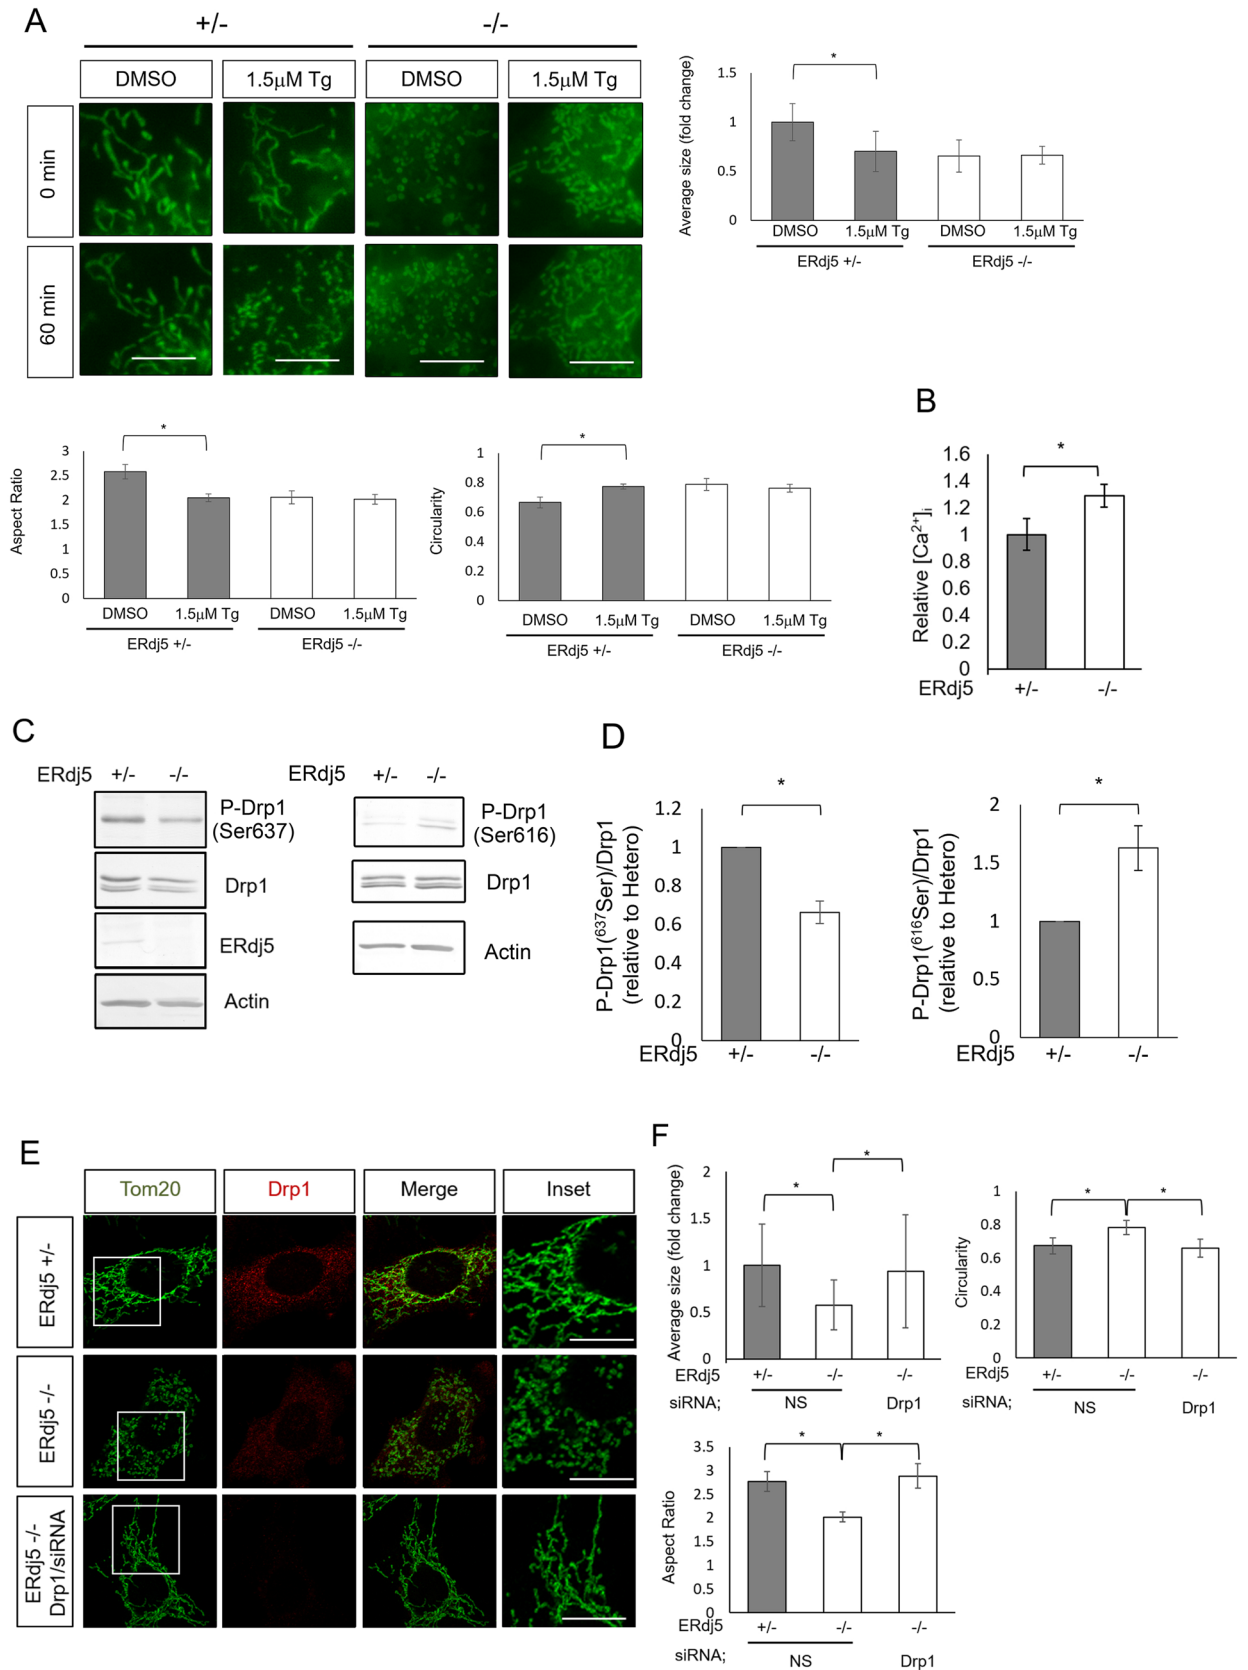 A
+/-
-/-
DMSO
1.5µM Tg
DMSO
1.5µM Tg
0 min
60 min
Average size (fold change)
1.5
1
0.5
0
*
DMSO
1.5µM Tg
DMSO
1.5µM Tg
ERdj5 +/-
ERdj5 -/-
Aspect Ratio
3
2.5
2
1.5
1
0.5
0
*
DMSO
1.5µM Tg
DMSO
1.5µM Tg
ERdj5 +/-
ERdj5 -/-
Circularity
1
0.8
0.6
0.4
0.2
0
*
DMSO
1.5µM Tg
DMSO
1.5µM Tg
ERdj5 +/-
ERdj5 -/-
B
Relative [Ca2+]i
1.6
1.4
1.2
1
0.8
0.6
0.4
0.2
0
*
ERdj5 +/- -/-
C
ERdj5 +/- -/-
P-Drp1
(Ser637)
Drp1
ERdj5
Actin
ERdj5 +/- -/-
P-Drp1
(Ser616)
Drp1
Actin
D
P-Drp1(637Ser)/Drp1
(relative to Hetero)
1.2
1
0.8
0.6
0.4
0.2
0
*
ERdj5 +/- -/-
P-Drp1(616Ser)/Drp1
(relative to Hetero)
2
1.5
1
0.5
0
*
ERdj5 +/- -/-
E
Tom20
Drp1
Merge
Inset
ERdj5 +/-
ERdj5 -/-
ERdj5 -/-
Drp1/siRNA
F
Average size (fold change)
2
1.5
1
0.5
0
*
*
ERdj5 +/- -/- -/-
siRNA; NS Drp1
Circularity
1
0.8
0.6
0.4
0.2
0
*
*
ERdj5 +/- -/- -/-
siRNA; NS Drp1
Aspect Ratio
3.5
3
2.5
2
1.5
1
0.5
0
*
*
ERdj5 +/- -/- -/-
siRNA; NS Drp1